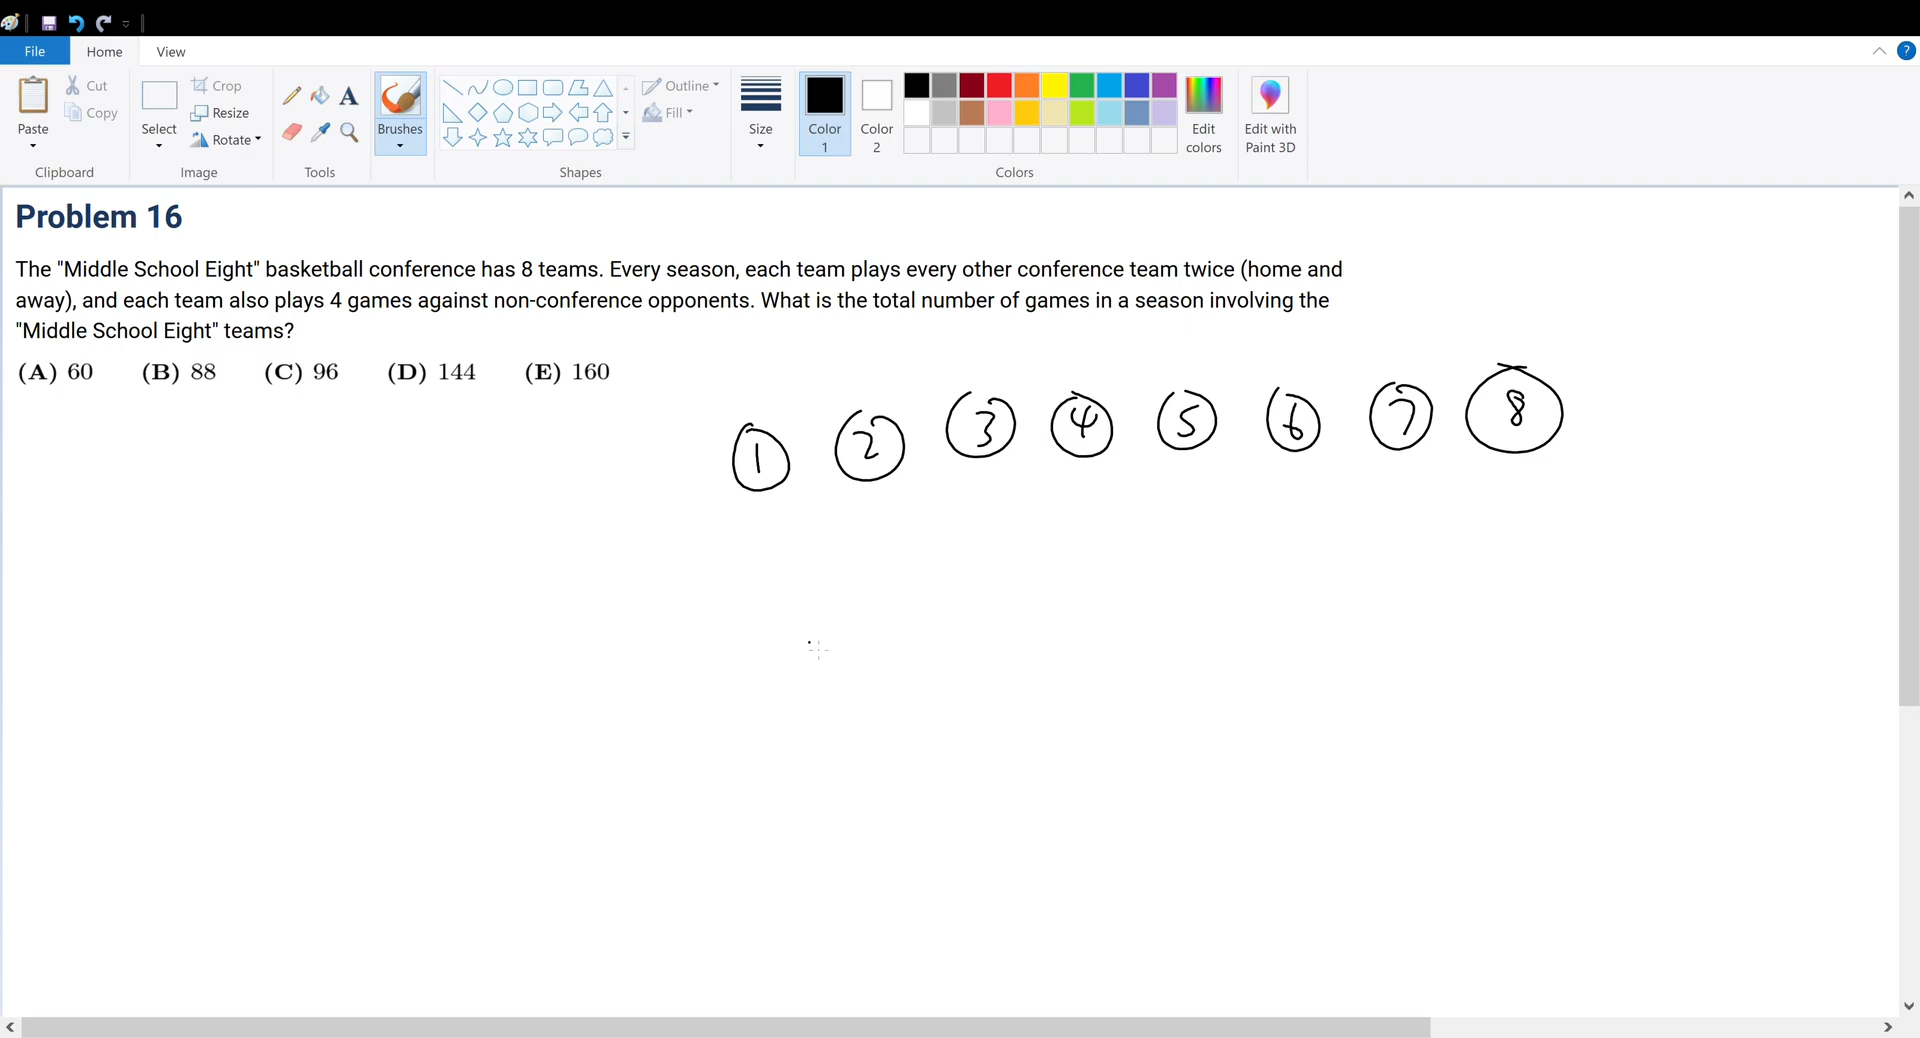 File Home View
Paste Cut Copy Select Crop Resize Rotate A Brushes Outline Fill Size Color 1 Color 2 Edit colors Edit with Paint 3D ?
Clipboard Image Tools Shapes Colors
Problem 16
The "Middle School Eight" basketball conference has 8 teams. Every season, each team plays every other conference team twice (home and
away), and each team also plays 4 games against non-conference opponents. What is the total number of games in a season involving the
"Middle School Eight" teams?
(A) 60 (B) 88 (C) 96 (D) 144 (E) 160
1 2 3 4 5 6 7 8